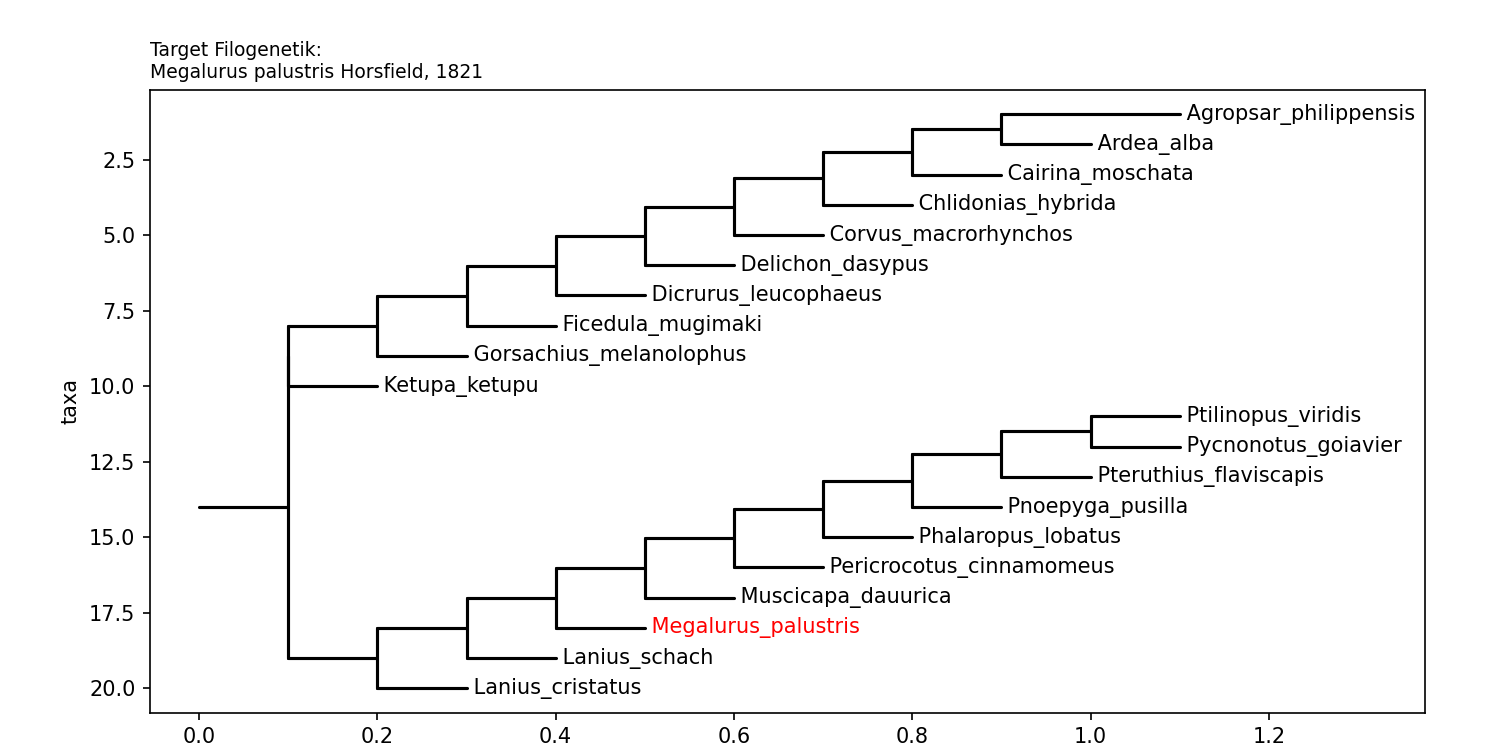 Target Filogenetik:
Megalurus palustris Horsfield, 1821
Agropsar_philippensis
Ardea_alba
2.5
Cairina_moschata
Chlidonias_hybrida
5.0
Corvus_macrorhynchos
Delichon_dasypus
Dicrurus_leucophaeus
7.5
Ficedula_mugimaki
Gorsachius_melanolophus
10.0
Ketupa_ketupu
taxa
Ptilinopus_viridis
Pycnonotus_goiavier
12.5
Pteruthius_flaviscapis
Pnoepyga_pusilla
15.0
Phalaropus_lobatus
Pericrocotus_cinnamomeus
Muscicapa_dauurica
17.5
Megalurus_palustris
Lanius_schach
20.0
Lanius_cristatus
0.0 0.2 0.4 0.6 0.8 1.0 1.2